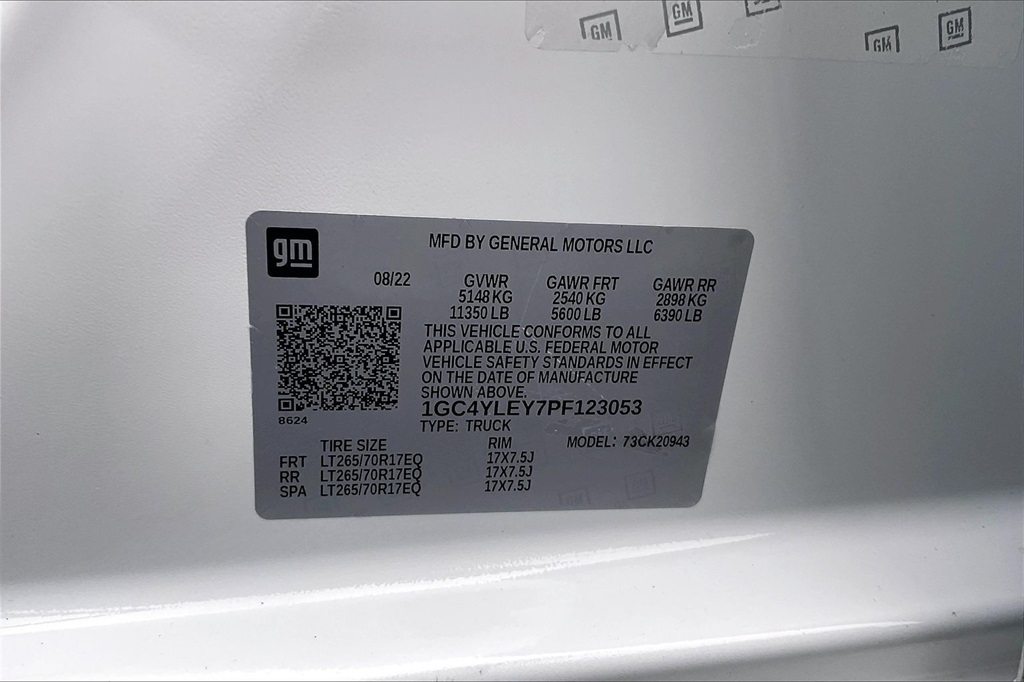 GM GM GM GM
gm
MFD BY GENERAL MOTORS LLC
08/22 GVWR GAWR FRT GAWR RR
5148 KG 2540 KG 2898 KG
11350 LB 5600 LB 6390 LB
THIS VEHICLE CONFORMS TO ALL
APPLICABLE U.S. FEDERAL MOTOR
VEHICLE SAFETY STANDARDS IN EFFECT
ON THE DATE OF MANUFACTURE
SHOWN ABOVE.
1GC4YLEY7PF123053
8624
TYPE: TRUCK
TIRE SIZE RIM MODEL: 73CK20943
FRT LT265/70R17EQ 17X7.5J
RR LT265/70R17EQ 17X7.5J
SPA LT265/70R17EQ 17X7.5J